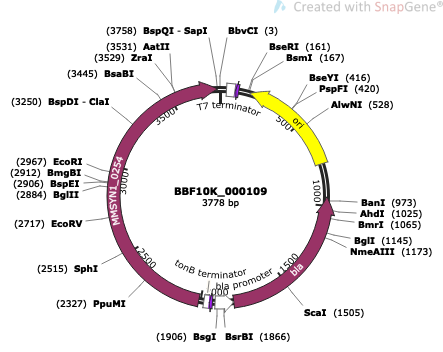 Created with SnapGene®
(3758) BspQI - SapI
BbvCI (3)
(3531) AatII
(3529) ZraI
(3445) BsaBI
(3250) BspDI - ClaI
(2967) EcoRI
(2912) BmgBI
(2906) BspEI
(2884) BglII
(2717) EcoRV
(2515) SphI
(2327) PpuMI
(1906) BsgI
BsrBI (1866)
BseRI (161)
BsmI (167)
BseYI (416)
PspFI (420)
AlwNI (528)
BanI (973)
AhdI (1025)
BmrI (1065)
BglI (1145)
NmeAIII (1173)
ScaI (1505)
T7 terminator
ori
500
1000
1500
bla
bla promoter
tonB terminator
2500
3000
3500
MMSYN1_0254
BBF10K_000109
3778 bp